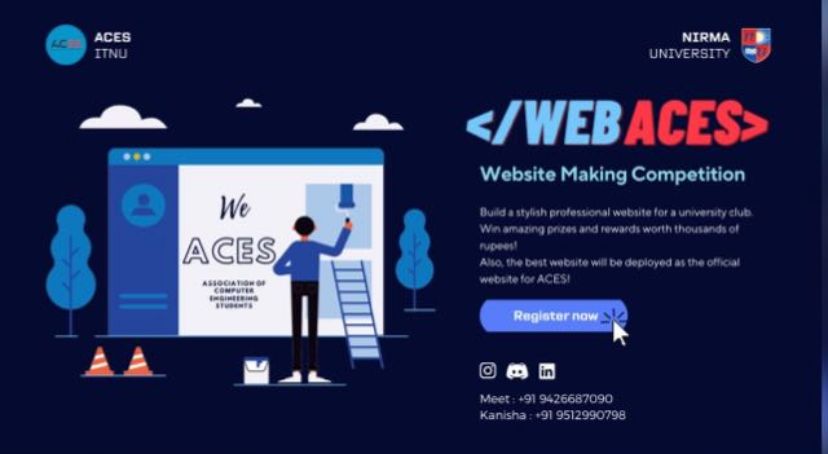 ACES
ACES
ITNU
NIRMA
UNIVERSITY
</WEBACES>
Website Making Competition
Build a stylish professional website for a university club.
Win amazing prizes and rewards worth thousands of
rupees!
Also, the best website will be deployed as the official
website for ACES!
Register now
Meet : +91 9426687090
Kanisha : +91 9512990798
We
ACES
ASSOCIATION OF
COMPUTER
ENGINEERING
STUDENTS